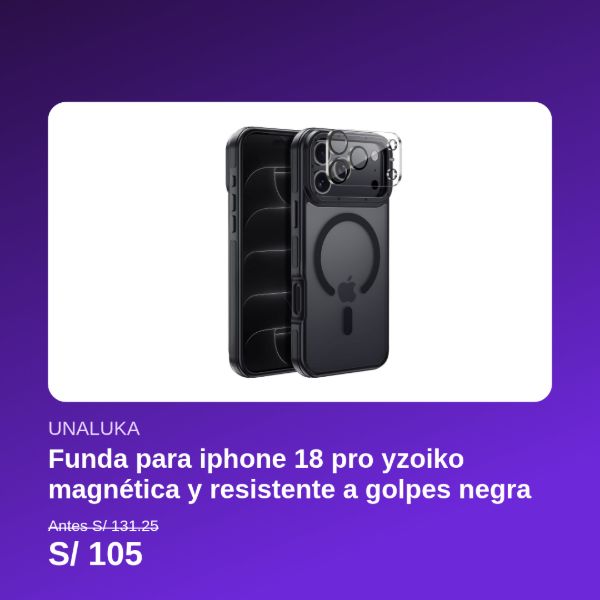 UNALUKA
Funda para iphone 18 pro yzoiko
magnética y resistente a golpes negra
Antes S/ 131.25
S/ 105